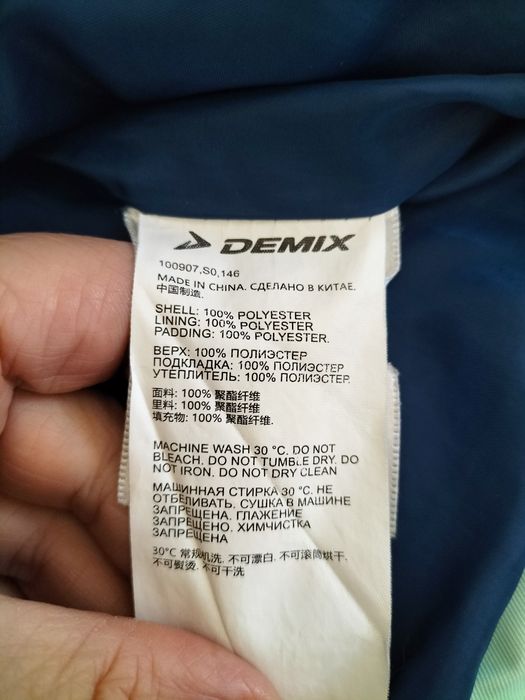 DEMIX
100907,S0,146
MADE IN CHINA. СДЕЛАНО В КИТАЕ.
中国制造.
SHELL: 100% POLYESTER
LINING: 100% POLYESTER
PADDING: 100% POLYESTER.
ВЕРХ: 100% ПОЛИЭСТЕР
ПОДКЛАДКА: 100% ПОЛИЭСТЕР
УТЕПЛИТЕЛЬ: 100% ПОЛИЭСТЕР.
面料: 100% 聚酯纤维
里料: 100% 聚酯纤维
填充物: 100% 聚酯纤维.
MACHINE WASH 30 °C. DO NOT
BLEACH. DO NOT TUMBLE DRY. DO
NOT IRON. DO NOT DRY CLEAN
МАШИННАЯ СТИРКА 30 °C. НЕ
ОТБЕЛИВАТЬ. СУШКА В МАШИНЕ
ЗАПРЕЩЕНА. ГЛАЖЕНИЕ
ЗАПРЕЩЕНО. ХИМЧИСТКА
ЗАПРЕЩЕНА
30°C 常规机洗. 不可漂白. 不可滚筒烘干.
不可熨烫. 不可干洗